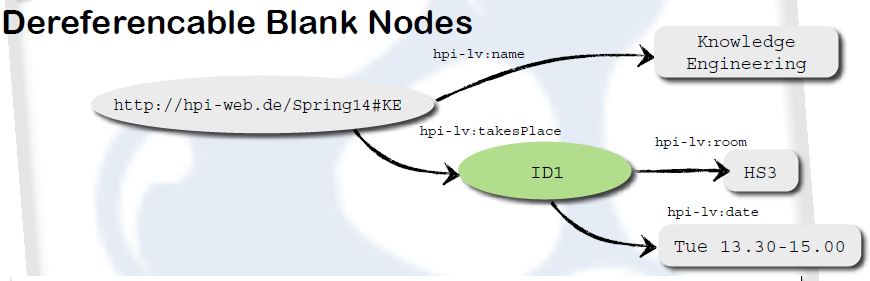 Dereferencable Blank Nodes
hpi-lv:name
Knowledge
Engineering
http://hpi-web.de/Spring14#KE
hpi-lv:takesPlace
hpi-lv:room
ID1
HS3
hpi-lv:date
Tue 13.30-15.00